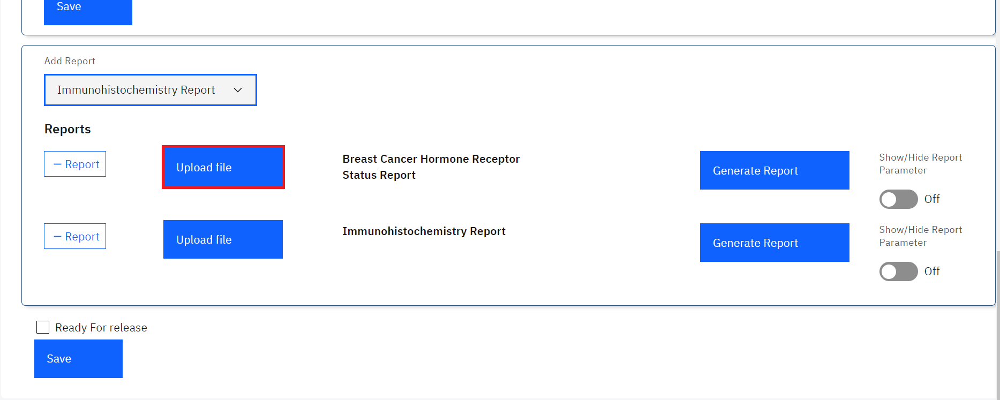 Save
Add Report
Immunohistochemistry Report
Reports
– Report
Upload file
Breast Cancer Hormone Receptor
Status Report
Generate Report
Show/Hide Report
Parameter
Off
– Report
Upload file
Immunohistochemistry Report
Generate Report
Show/Hide Report
Parameter
Off
Ready For release
Save